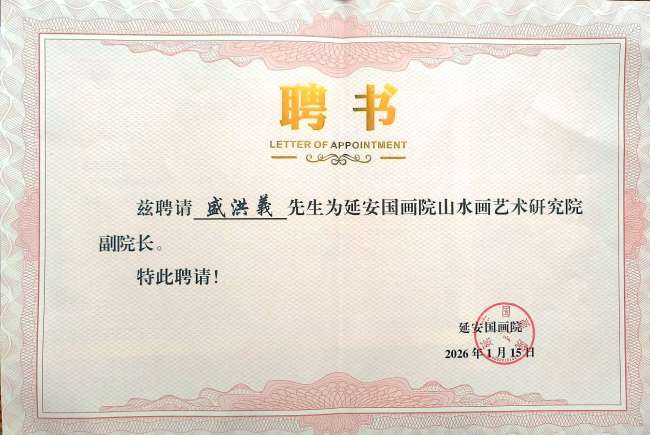 聘书
LETTER OF APPOINTMENT
兹聘请 盛洪義 先生为延安国画院山水画艺术研究院
副院长。
特此聘请！
延安国画院
2026年1月15日